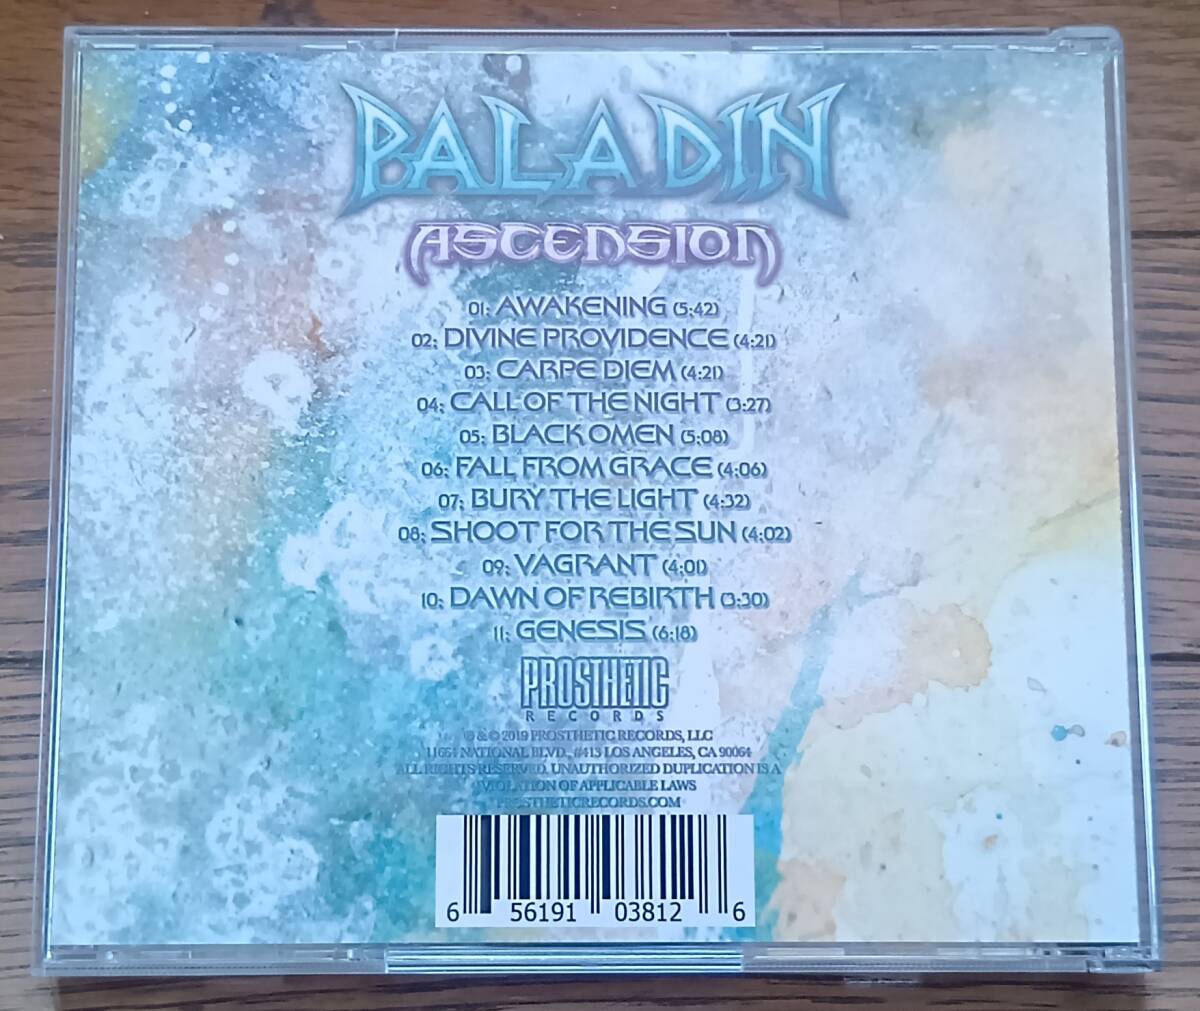 PALADIN
ASCENSION
01: AWAKENING (5:42)
02: DIVINE PROVIDENCE (4:21)
03: CARPE DIEM (4:21)
04: CALL OF THE NIGHT (3:27)
05: BLACK OMEN (5:08)
06: FALL FROM GRACE (4:06)
07: BURY THE LIGHT (4:32)
08: SHOOT FOR THE SUN (4:02)
09: VAGRANT (4:01)
10: DAWN OF REBIRTH (3:30)
11: GENESIS (6:18)
PROSTHETIC
RECORDS
℗ & © 2019 PROSTHETIC RECORDS, LLC
11664 NATIONAL BLVD., #413 LOS ANGELES, CA 90064
ALL RIGHTS RESERVED. UNAUTHORIZED DUPLICATION IS A
VIOLATION OF APPLICABLE LAWS
PROSTHETICRECORDS.COM
6 56191 03812 6